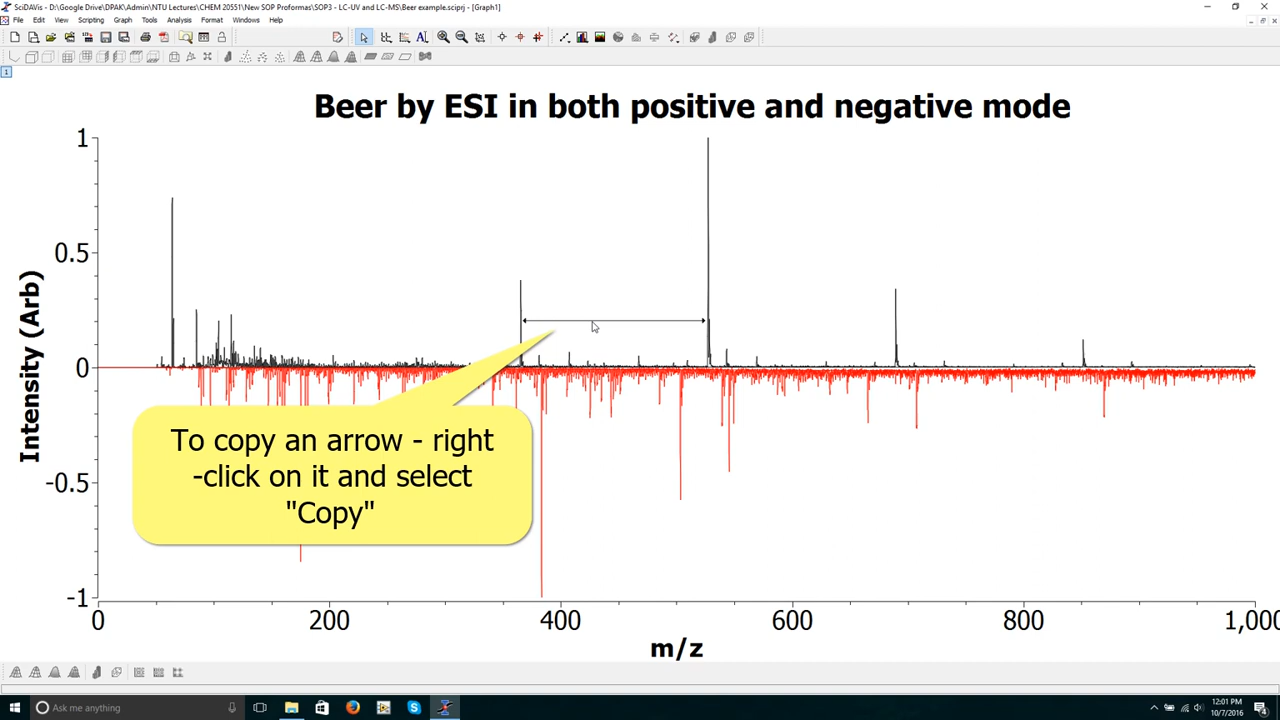 SciDAVis - D:\Google Drive\DPAK\Admin\NTU Lectures\CHEM 20551\New SOP Proformas\SOP3 - LC-UV and LC-MS\Beer example.sciprj - [Graph1]
File Edit View Scripting Graph Tools Analysis Format Windows Help
1
Beer by ESI in both positive and negative mode
1
0.5
0
-0.5
-1
Intensity (Arb)
To copy an arrow - right
-click on it and select
"Copy"
0 200 400 600 800 1,000
m/z
Ask me anything
12:01 PM
10/7/2016
4